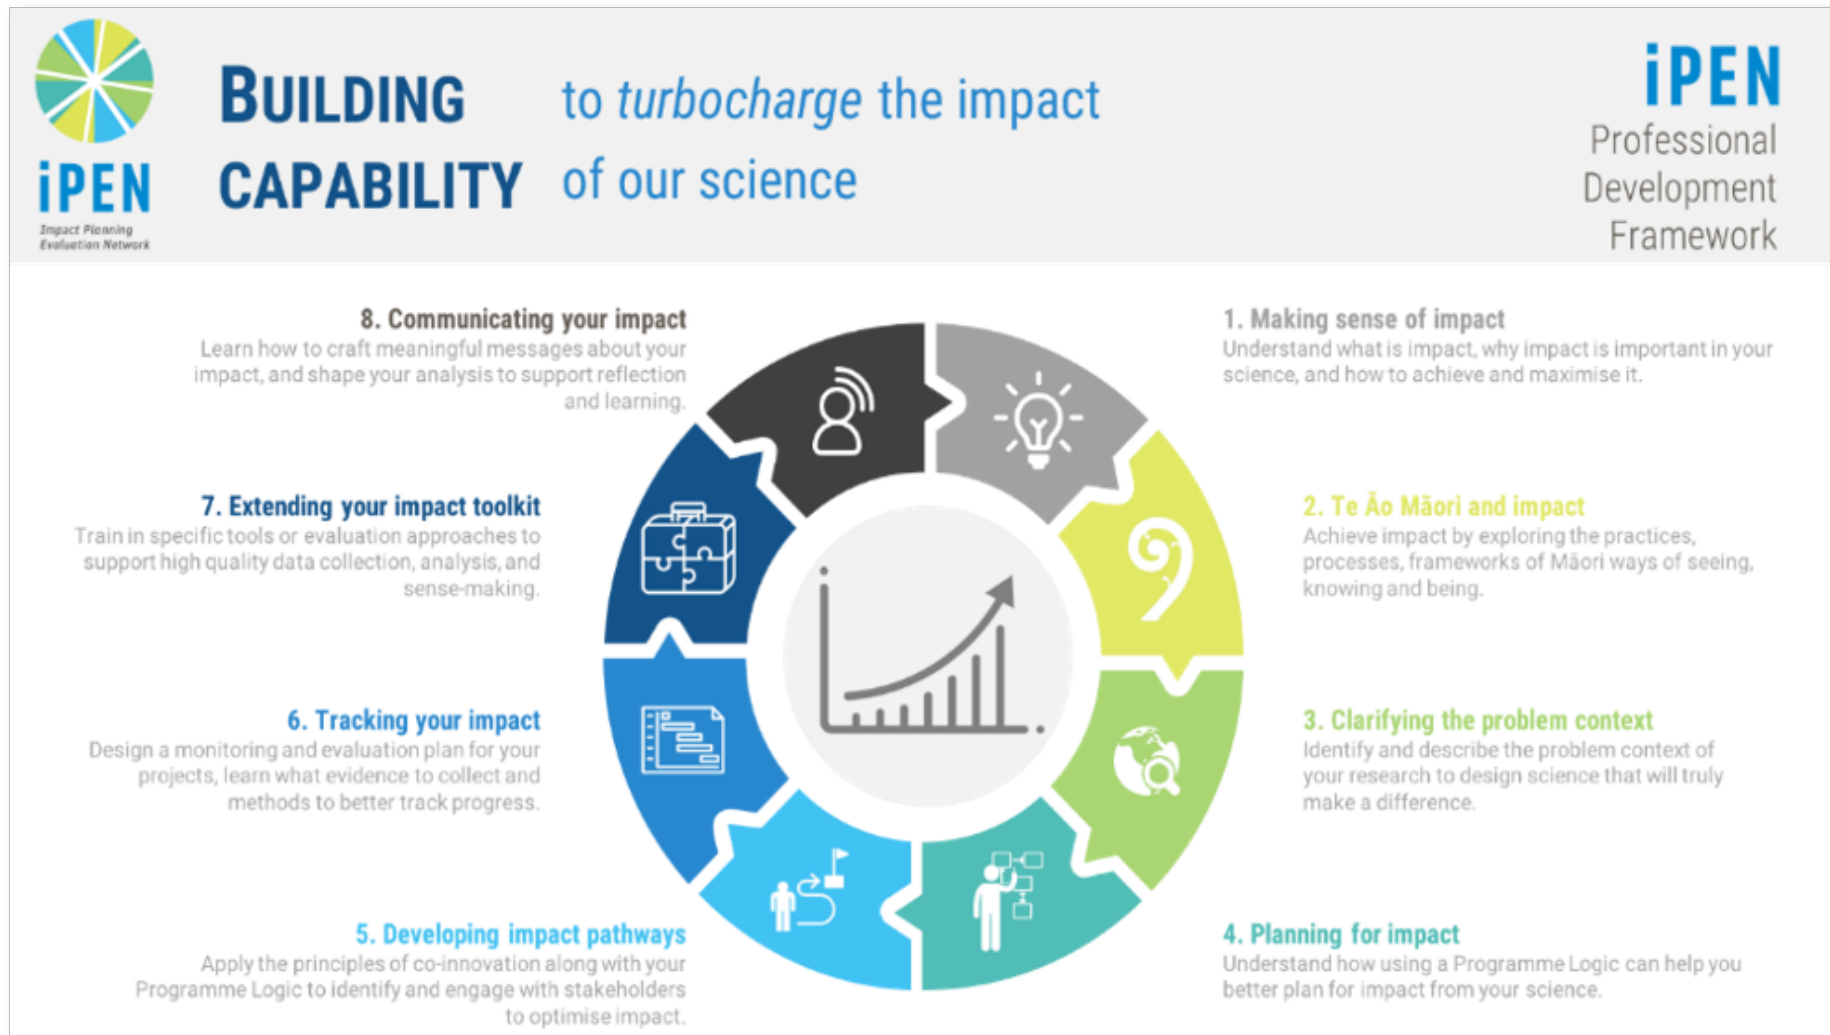 iPEN
Impact Planning
Evaluation Network
BUILDING
CAPABILITY
to turbocharge the impact
of our science
iPEN
Professional
Development
Framework
1. Making sense of impact
Understand what is impact, why impact is important in your
science, and how to achieve and maximise it.
2. Te Āo Māori and impact
Achieve impact by exploring the practices,
processes, frameworks of Māori ways of seeing,
knowing and being.
3. Clarifying the problem context
Identify and describe the problem context of
your research to design science that will truly
make a difference.
4. Planning for impact
Understand how using a Programme Logic can help you
better plan for impact from your science.
5. Developing impact pathways
Apply the principles of co-innovation along with your
Programme Logic to identify and engage with stakeholders
to optimise impact.
6. Tracking your impact
Design a monitoring and evaluation plan for your
projects, learn what evidence to collect and
methods to better track progress.
7. Extending your impact toolkit
Train in specific tools or evaluation approaches to
support high quality data collection, analysis, and
sense-making.
8. Communicating your impact
Learn how to craft meaningful messages about your
impact, and shape your analysis to support reflection
and learning.